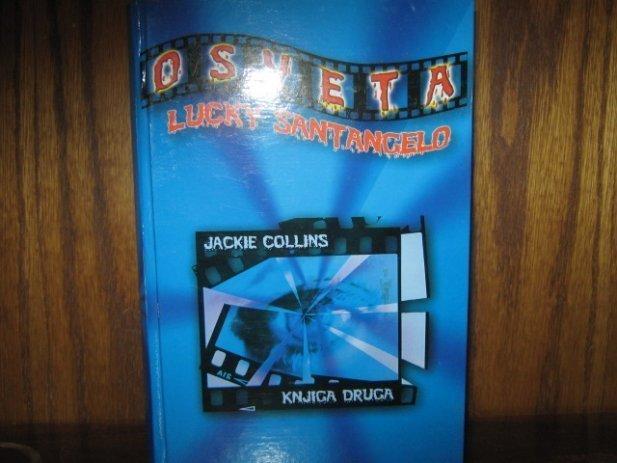 OSVETA
LUCKY SANTANGELO
JACKIE COLLINS
KNJIGA DRUGA